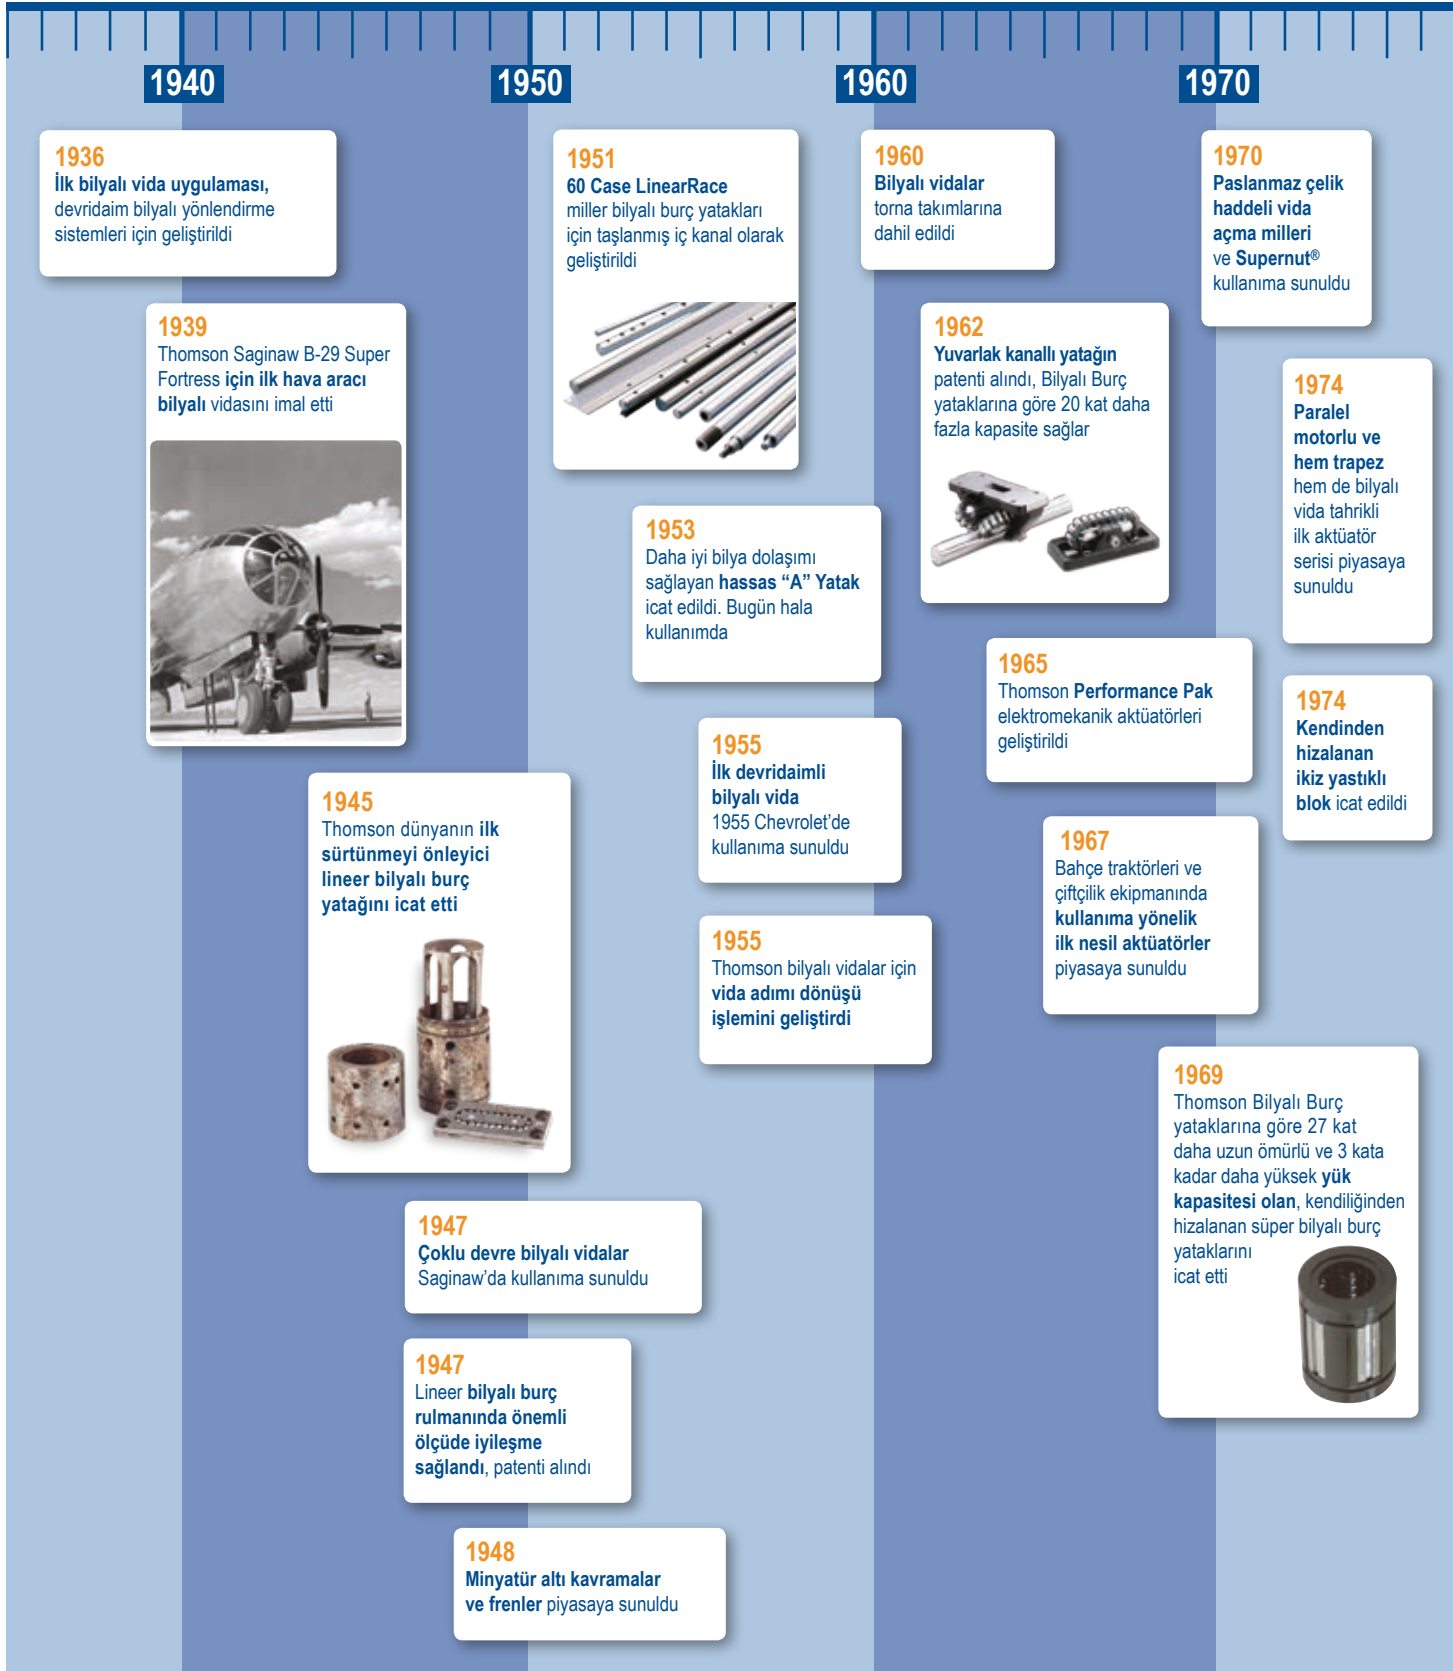 1940
1950
1960
1970
1936
İlk bilyalı vida uygulaması,
devridaim bilyalı yönlendirme
sistemleri için geliştirildi
1939
Thomson Saginaw B-29 Super
Fortress için ilk hava aracı
bilyalı vidasını imal etti
1945
Thomson dünyanın ilk
sürtünmeyi önleyici
lineer bilyalı burç
yatağını icat etti
1947
Çoklu devre bilyalı vidalar
Saginaw’da kullanıma sunuldu
1947
Lineer bilyalı burç
rulmanında önemli
ölçüde iyileşme
sağlandı, patenti alındı
1948
Minyatür altı kavramalar
ve frenler piyasaya sunuldu
1951
60 Case LinearRace
miller bilyalı burç yatakları
için taşlanmış iç kanal olarak
geliştirildi
1953
Daha iyi bilya dolaşımı
sağlayan hassas “A” Yatak
icat edildi. Bugün hala
kullanımda
1955
İlk devridaimli
bilyalı vida
1955 Chevrolet’de
kullanıma sunuldu
1955
Thomson bilyalı vidalar için
vida adımı dönüşü
işlemini geliştirdi
1960
Bilyalı vidalar
torna takımlarına
dahil edildi
1962
Yuvarlak kanallı yatağın
patenti alındı, Bilyalı Burç
yataklarına göre 20 kat daha
fazla kapasite sağlar
1965
Thomson Performance Pak
elektromekanik aktüatörleri
geliştirildi
1967
Bahçe traktörleri ve
çiftçilik ekipmanında
kullanıma yönelik
ilk nesil aktüatörler
piyasaya sunuldu
1969
Thomson Bilyalı Burç
yataklarına göre 27 kat
daha uzun ömürlü ve 3 kata
kadar daha yüksek yük
kapasitesi olan, kendiliğinden
hizalanan süper bilyalı burç
yataklarını
icat etti
1970
Paslanmaz çelik
haddeli vida
açma milleri
ve Supernut®
kullanıma sunuldu
1974
Paralel
motorlu ve
hem trapez
hem de bilyalı
vida tahrikli
ilk aktüatör
serisi piyasaya
sunuldu
1974
Kendinden
hizalanan
ikiz yastıklı
blok icat edildi